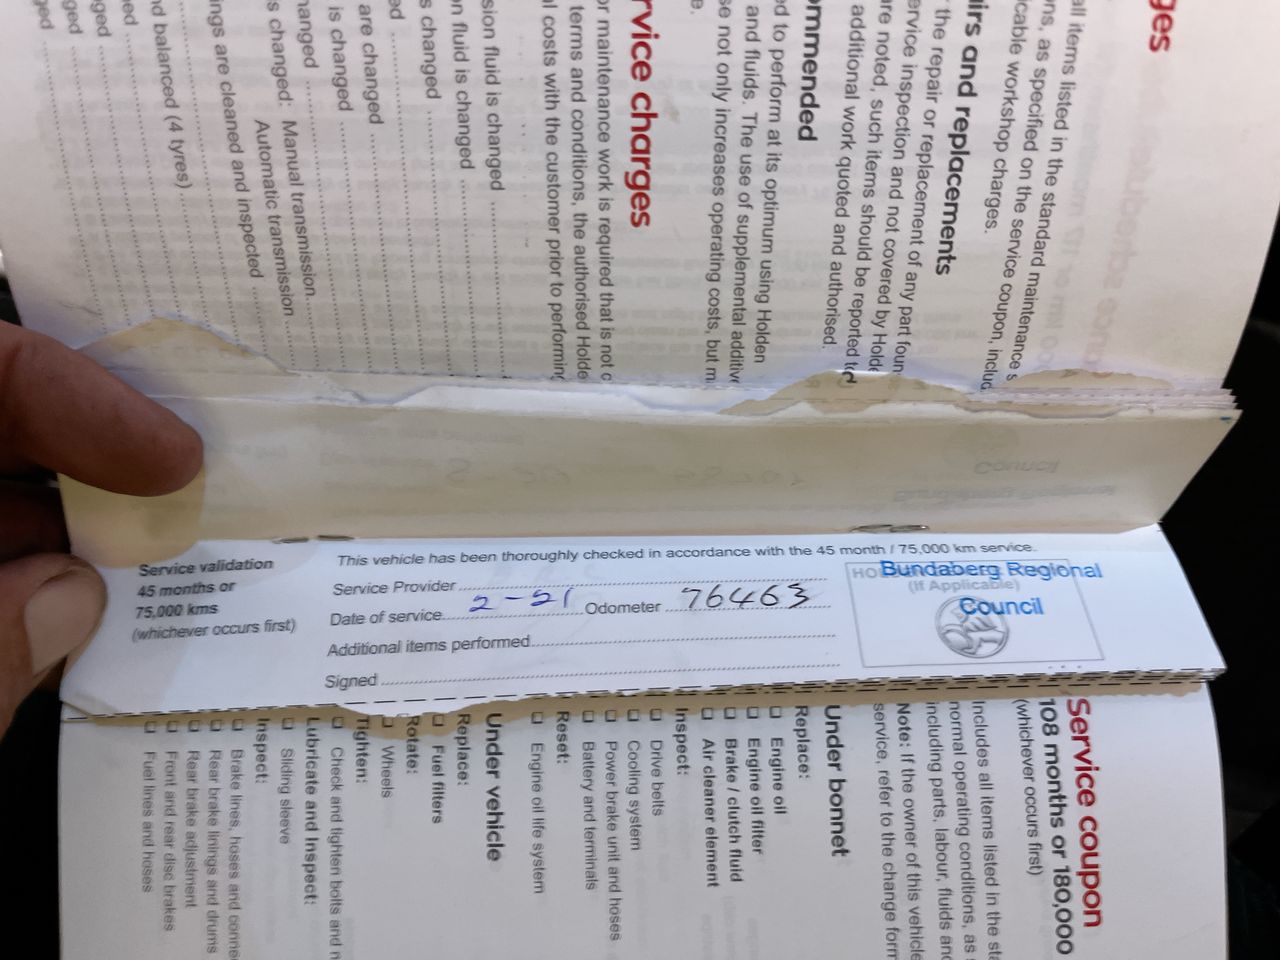 Service validation
45 months or
75,000 kms
(whichever occurs first)
This vehicle has been thoroughly checked in accordance with the 45 month / 75,000 km service.
Service Provider
Date of service 2-21 Odometer 76463
Additional items performed
Signed
HO
(If Applicable)
Bundaberg Regional
Council
ges
all items listed in the standard maintenance s
ns, as specified on the service coupon, includ
icable workshop charges.
irs and replacements
the repair or replacement of any part foun
ervice inspection and not covered by Holde
are noted, such items should be reported to
additional work quoted and authorised.
ommended
ed to perform at its optimum using Holden
and fluids. The use of supplemental additive
se not only increases operating costs, but m
e.
rvice charges
or maintenance work is required that is not c
terms and conditions, the authorised Holde
l costs with the customer prior to performing
sion fluid is changed
n fluid is changed
s changed
ed
are changed
is changed
hanged
s changed: Manual transmission
Automatic transmission
ings are cleaned and inspected
nd balanced (4 tyres)
ned
nged
ged
ged
Service coupon
108 months or 180,000
(whichever occurs first)
Includes all items listed in the sta
normal operating conditions, as s
including parts, labour, fluids and
Note: If the owner of this vehicle
service, refer to the change form
Under bonnet
Replace:
Engine oil
Engine oil filter
Brake / clutch fluid
Air cleaner element
Inspect:
Drive belts
Cooling system
Power brake unit and hoses
Battery and terminals
Reset:
Engine oil life system
Under vehicle
Replace:
Fuel filters
Rotate:
Wheels
Tighten:
Check and tighten bolts and n
Lubricate and Inspect:
Sliding sleeve
Inspect:
Brake lines, hoses and conne
Rear brake linings and drums
Rear brake adjustment
Front and rear disc brakes
Fuel lines and hoses